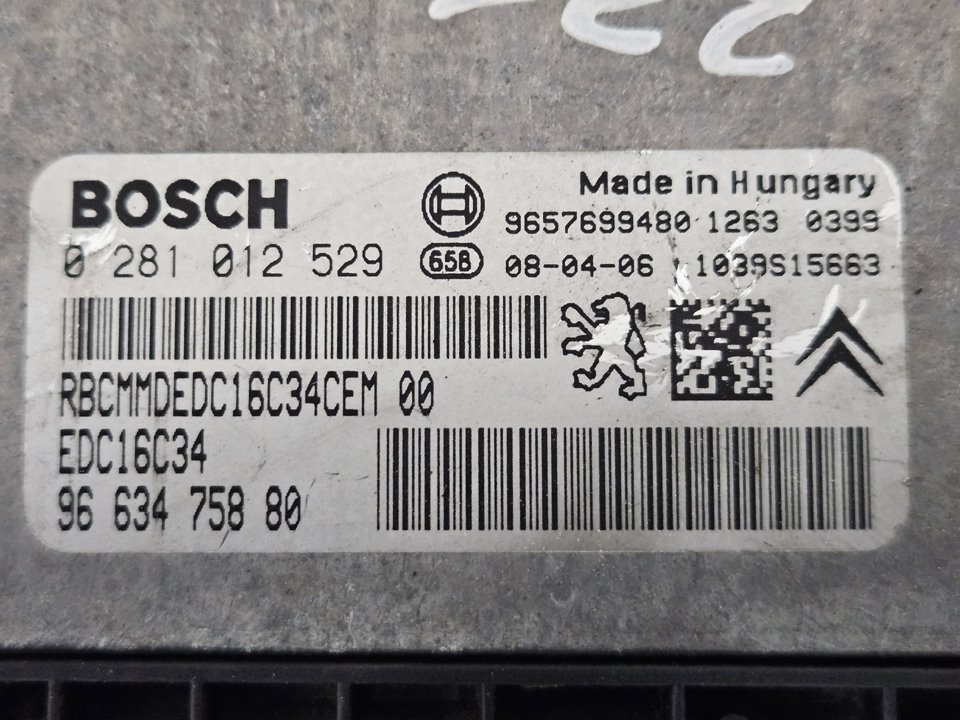 22
BOSCH
Made in Hungary
0 281 012 529
658
9657699480 1263 0399
08-04-06 1039S15663
RBCMMDEDC16C34CEM 00
EDC16C34
96 634 758 80